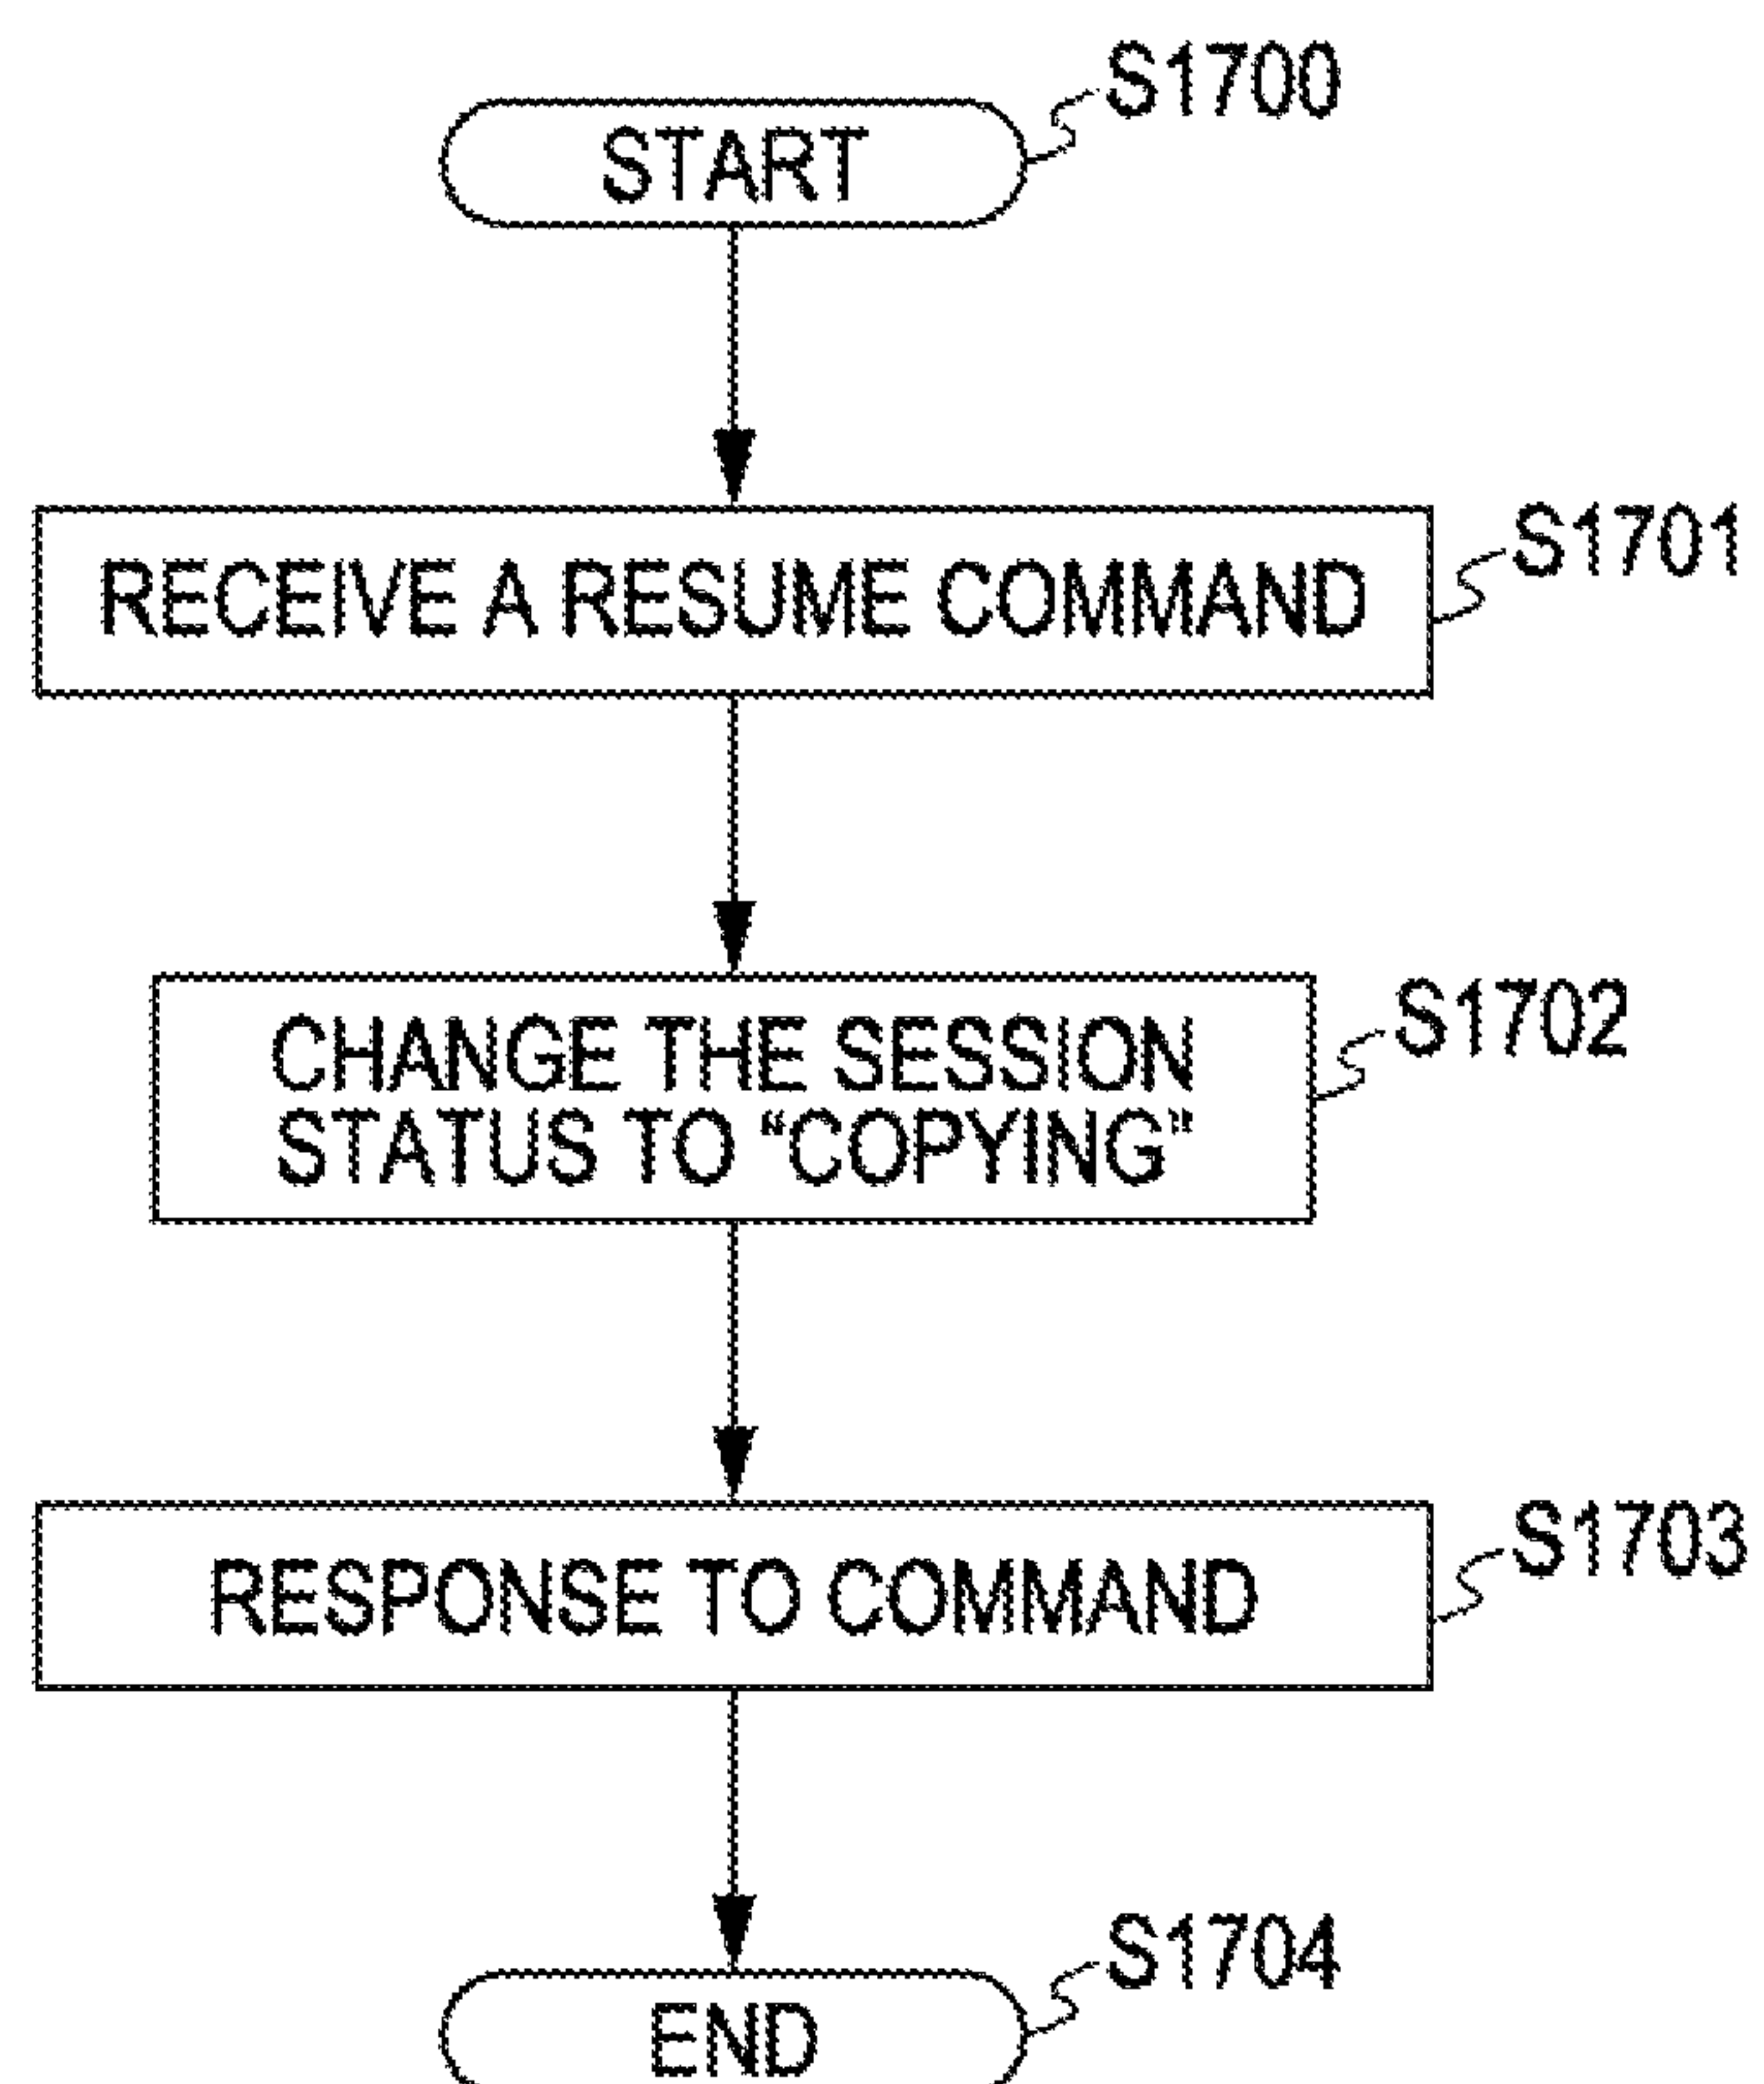 S1700
START
S1701
RECEIVE A RESUME COMMAND
S1702
CHANGE THE SESSION
STATUS TO “COPYING”
S1703
RESPONSE TO COMMAND
S1704
END